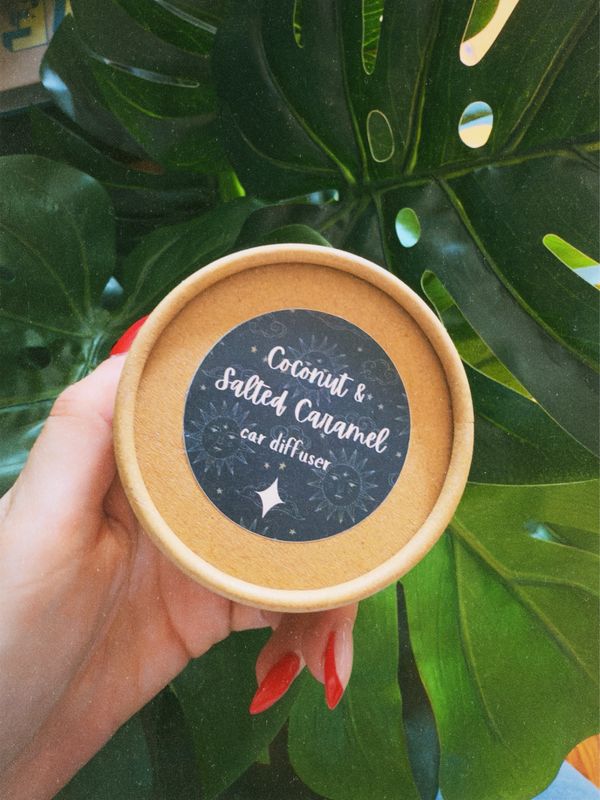 Coconut &
Salted Caramel
car diffuser